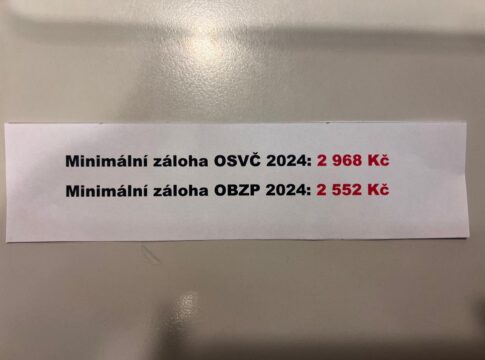 Minimální záloha OSVČ 2024: 2 968 Kč
Minimální záloha OBZP 2024: 2 552 Kč